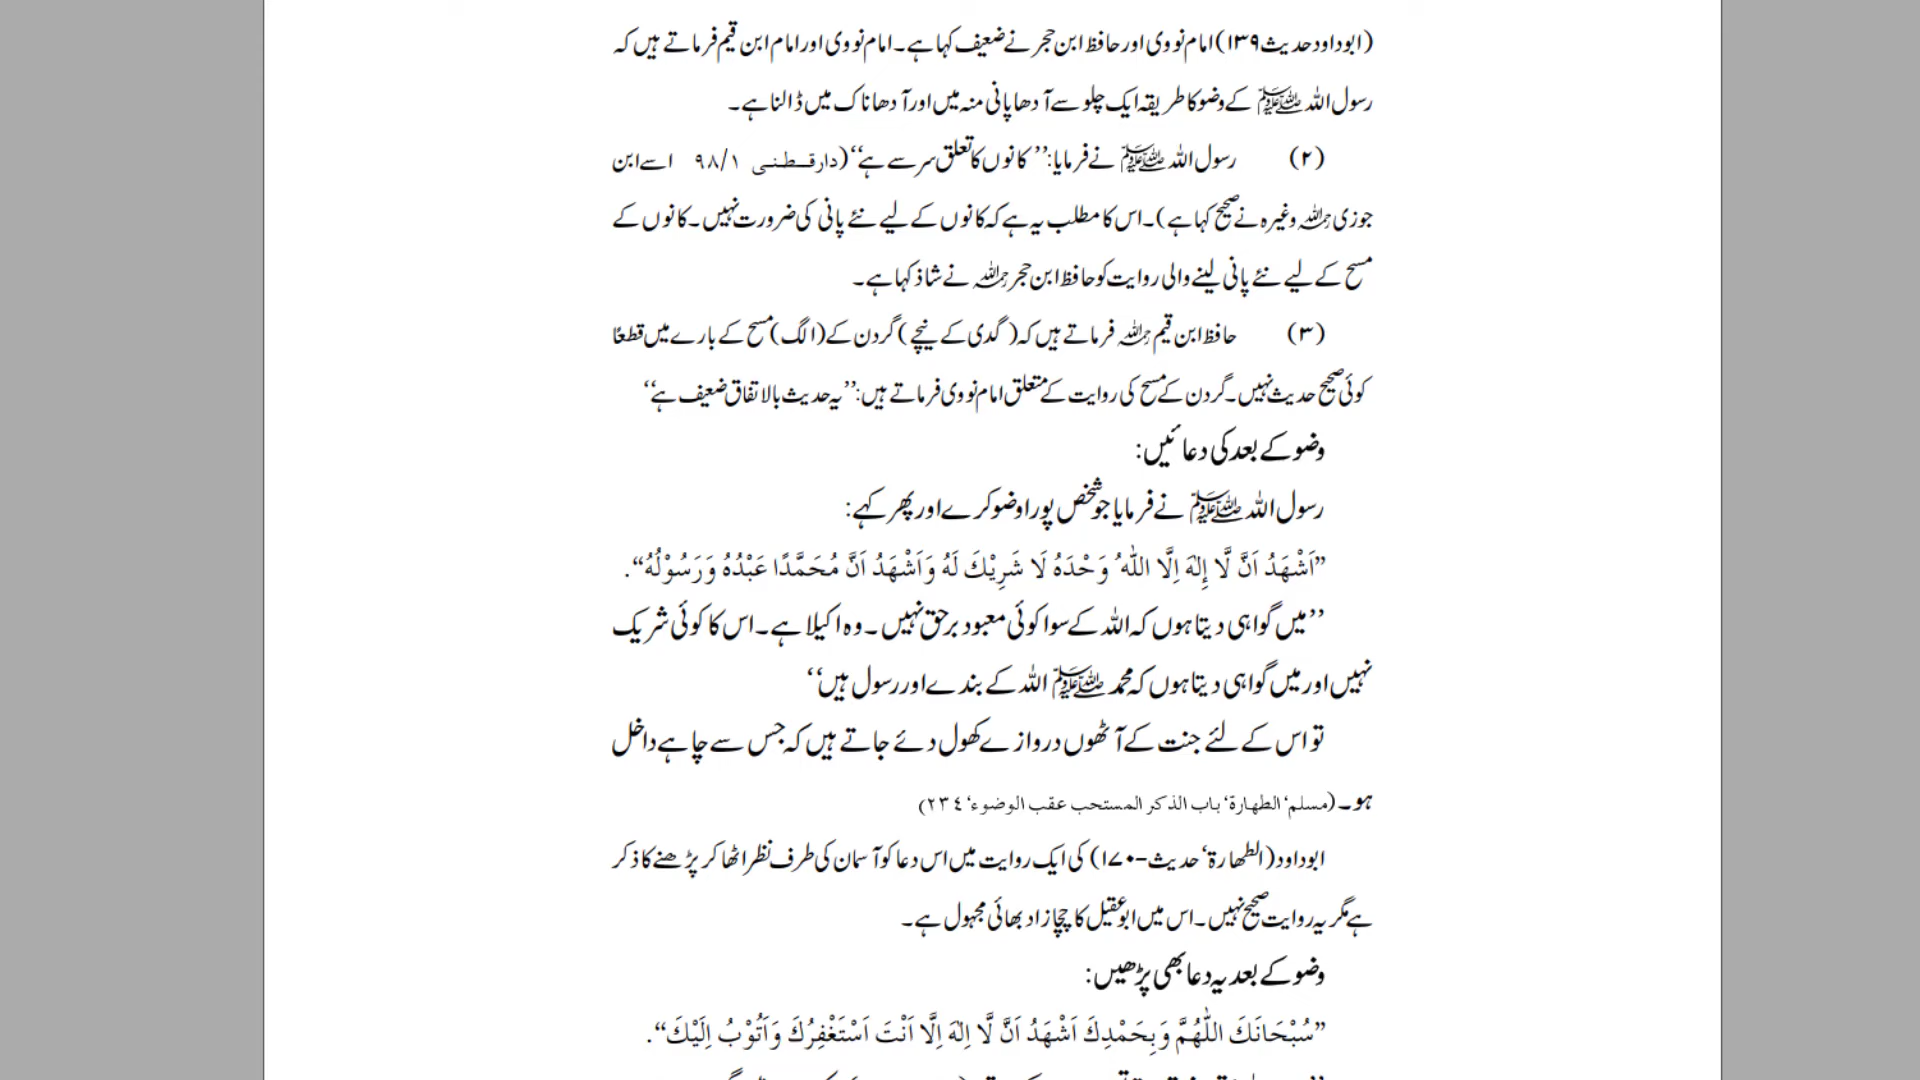 (ابوداود حدیث ۱۳۹) امام نووی اور حافظ ابن حجر نے ضعیف کہا ہے۔ امام نووی اور امام ابن قیم فرماتے ہیں کہ
رسول اللہ ﷺ کے وضو کا طریقہ ایک چلو سے آدھا پانی منہ میں اور آدھا ناک میں ڈالنا ہے۔
(۲) رسول اللہ ﷺ نے فرمایا: ’’کانوں کا تعلق سر سے ہے‘‘ (دارقطنی ۹۸/۱ اسے ابن
جوزی رحمہ اللہ وغیرہ نے صحیح کہا ہے)۔ اس کا مطلب یہ ہے کہ کانوں کے لیے نئے پانی کی ضرورت نہیں۔ کانوں کے
مسح کے لیے نئے پانی لینے والی روایت کو حافظ ابن حجر رحمہ اللہ نے شاذ کہا ہے۔
(۳) حافظ ابن قیم رحمہ اللہ فرماتے ہیں کہ (گدی کے نیچے) گردن کے (الگ) مسح کے بارے میں قطعًا
کوئی صحیح حدیث نہیں۔ گردن کے مسح کی روایت کے متعلق امام نووی فرماتے ہیں: ’’یہ حدیث بالاتفاق ضعیف ہے‘‘
وضو کے بعد کی دعائیں:
رسول اللہ ﷺ نے فرمایا جو شخص پورا وضو کرے اور پھر کہے:
’’اَشْهَدُ اَنَّ لَّا إِلٰهَ اِلَّا اللّٰهُ وَحْدَهُ لَا شَرِيْكَ لَهُ وَاَشْهَدُ اَنَّ مُحَمَّدًا عَبْدُهُ وَرَسُوْلُهُ‘‘.
’’میں گواہی دیتا ہوں کہ اللہ کے سوا کوئی معبود برحق نہیں۔ وہ اکیلا ہے۔ اس کا کوئی شریک
نہیں اور میں گواہی دیتا ہوں کہ محمد ﷺ اللہ کے بندے اور رسول ہیں‘‘
تو اس کے لئے جنت کے آٹھوں دروازے کھول دئے جاتے ہیں کہ جس سے چاہے داخل
ہو۔ (مسلم‘ الطهارة‘ باب الذكر المستحب عقب الوضوء‘ ۲۳٤)
ابوداود (الطهارة‘ حدیث-۱۷۰) کی ایک روایت میں اس دعا کو آسمان کی طرف نظر اٹھا کر پڑھنے کا ذکر
ہے مگر یہ روایت صحیح نہیں۔ اس میں ابوعقیل کا چچازاد بھائی مجہول ہے۔
وضو کے بعد یہ دعا بھی پڑھیں:
’’سُبْحَانَكَ اللّٰهُمَّ وَبِحَمْدِكَ اَشْهَدُ اَنَّ لَّا اِلٰهَ اِلَّا اَنْتَ اَسْتَغْفِرُكَ وَاَتُوْبُ اِلَيْكَ‘‘.